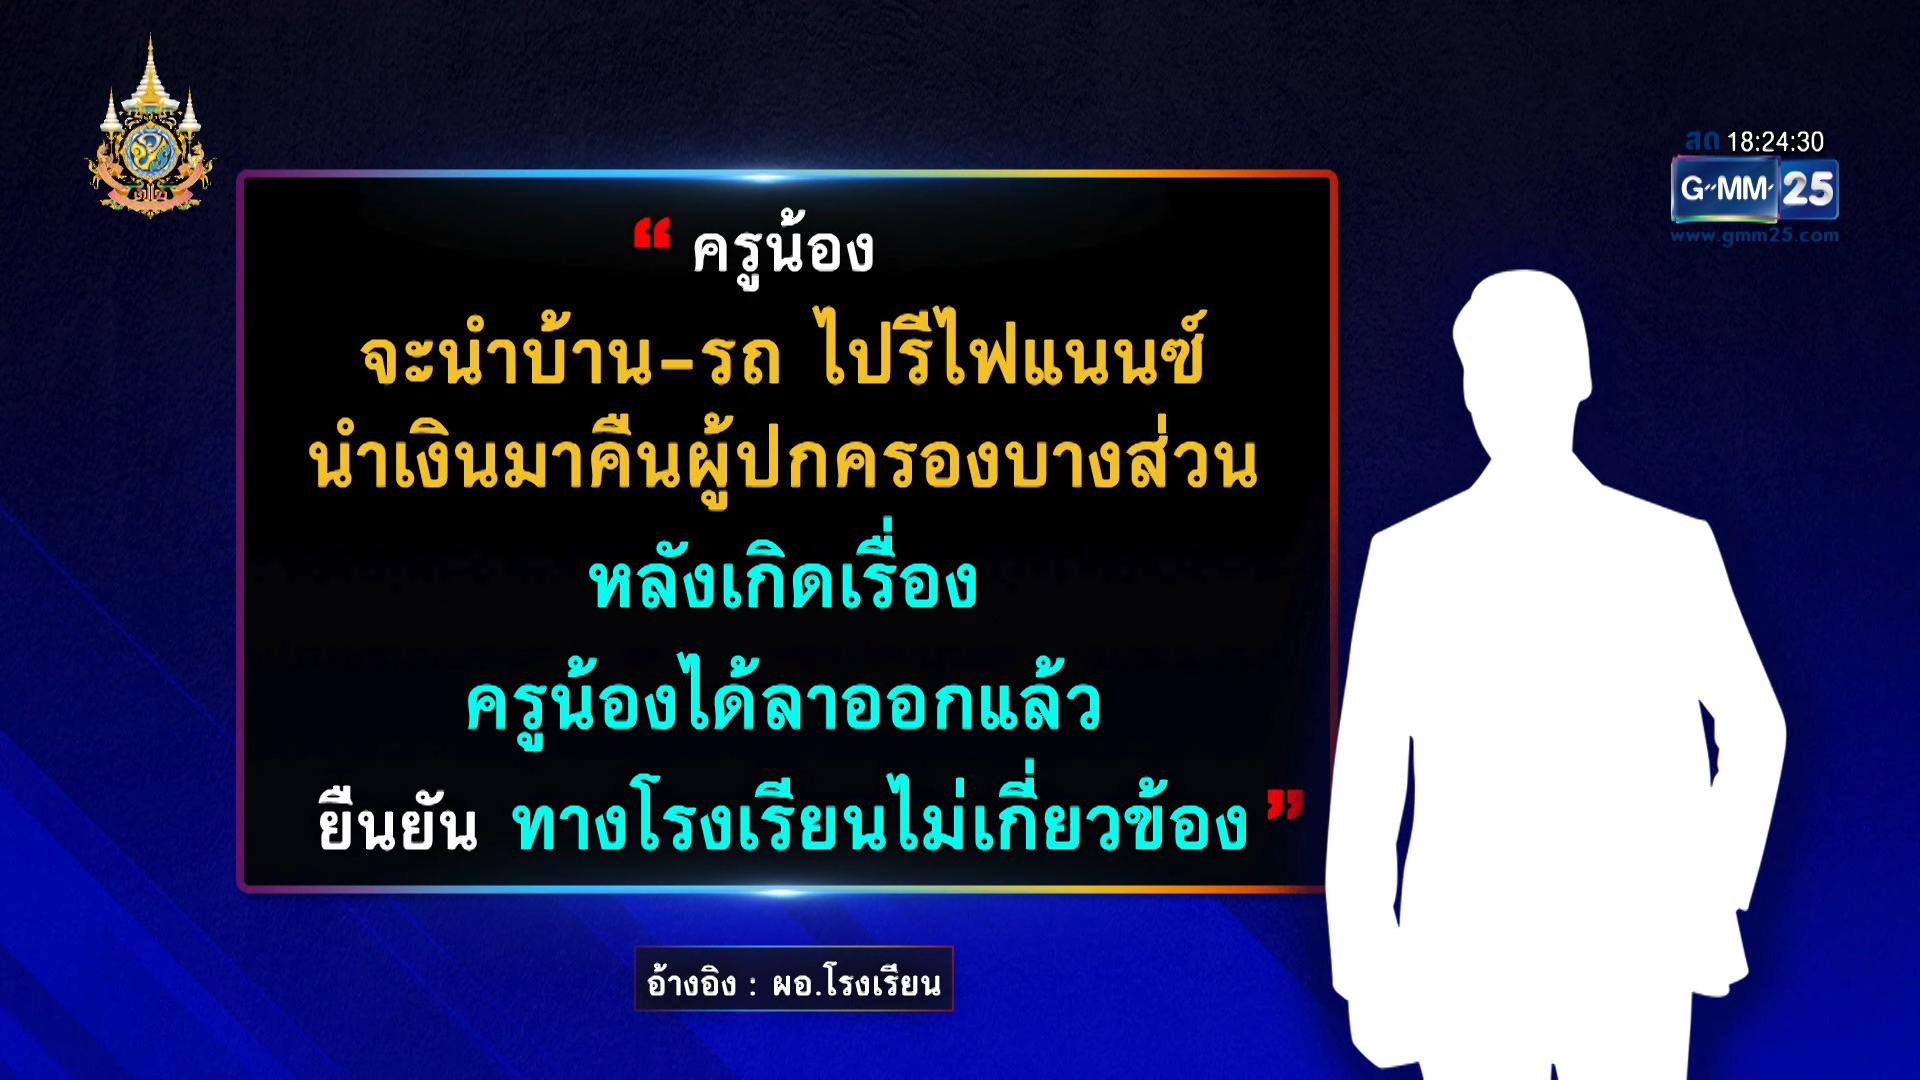 สด 18:24:30
GMM 25
www.gmm25.com
“ ครูน้อง
จะนำบ้าน-รถ ไปรีไฟแนนซ์
นำเงินมาคืนผู้ปกครองบางส่วน
หลังเกิดเรื่อง
ครูน้องได้ลาออกแล้ว
ยืนยัน ทางโรงเรียนไม่เกี่ยวข้อง ”
อ้างอิง : ผอ.โรงเรียน